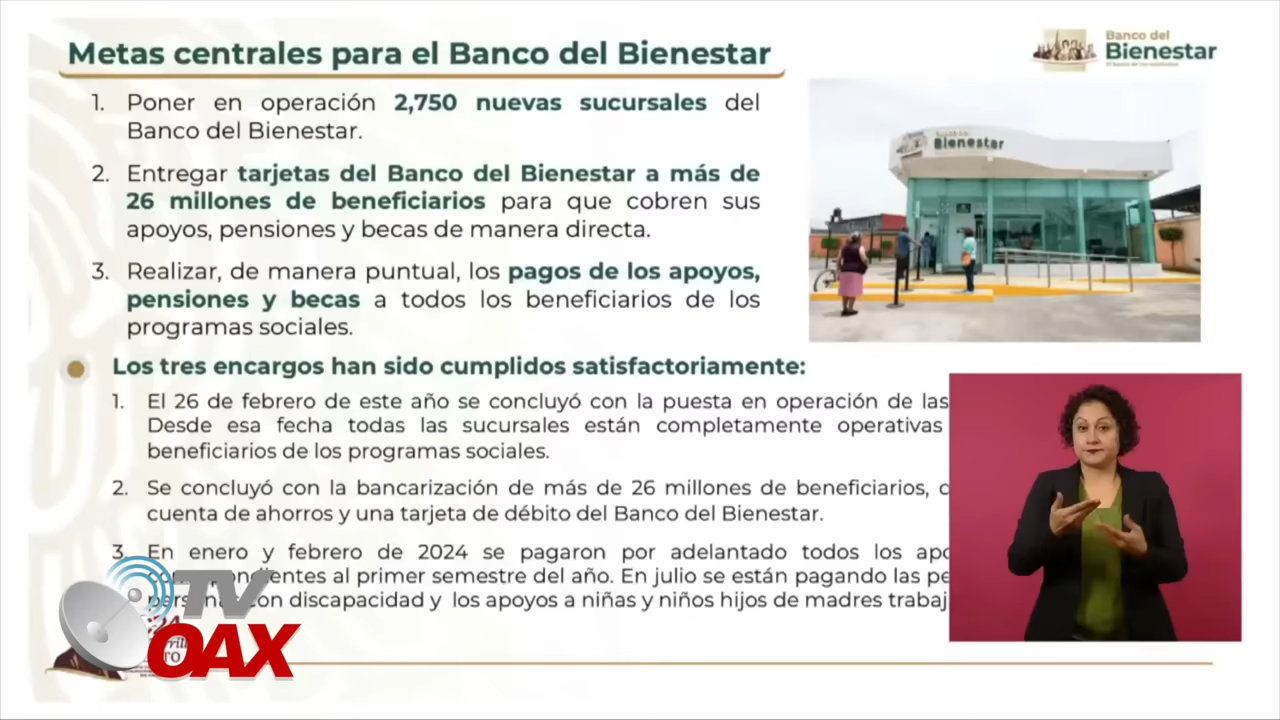 Metas centrales para el Banco del Bienestar
Banco del
Bienestar
1. Poner en operación 2,750 nuevas sucursales del
Banco del Bienestar.
2. Entregar tarjetas del Banco del Bienestar a más de
26 millones de beneficiarios para que cobren sus
apoyos, pensiones y becas de manera directa.
3. Realizar, de manera puntual, los pagos de los apoyos,
pensiones y becas a todos los beneficiarios de los
programas sociales.
Bienestar
Los tres encargos han sido cumplidos satisfactoriamente:
1. El 26 de febrero de este año se concluyó con la puesta en operación de las
Desde esa fecha todas las sucursales están completamente operativas
beneficiarios de los programas sociales.
2. Se concluyó con la bancarización de más de 26 millones de beneficiarios, c
cuenta de ahorros y una tarjeta de débito del Banco del Bienestar.
3. En enero y febrero de 2024 se pagaron por adelantado todos los apo
al primer semestre del año. En julio se están pagando las pe
con discapacidad y los apoyos a niñas y niños hijos de madres trabaj
TV
OAX